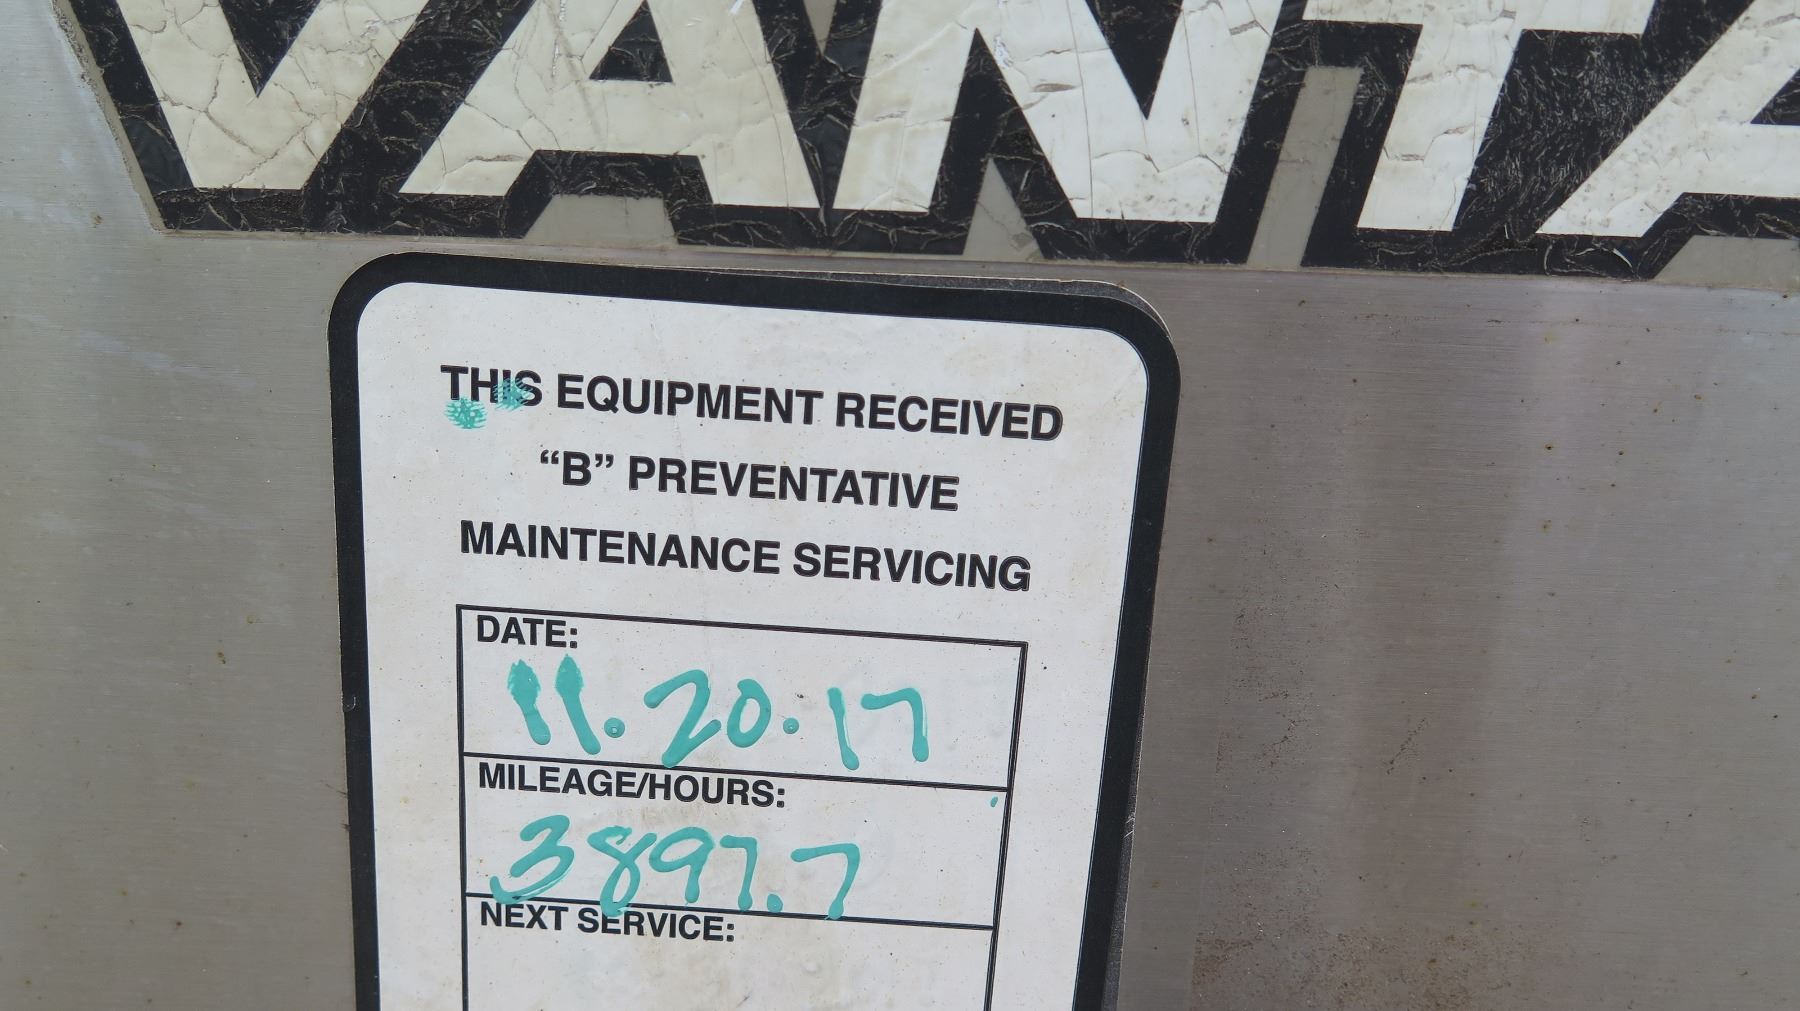 VANTA
THIS EQUIPMENT RECEIVED
“B” PREVENTATIVE
MAINTENANCE SERVICING
DATE:
11.20.17
MILEAGE/HOURS:
3897.7
NEXT SERVICE: